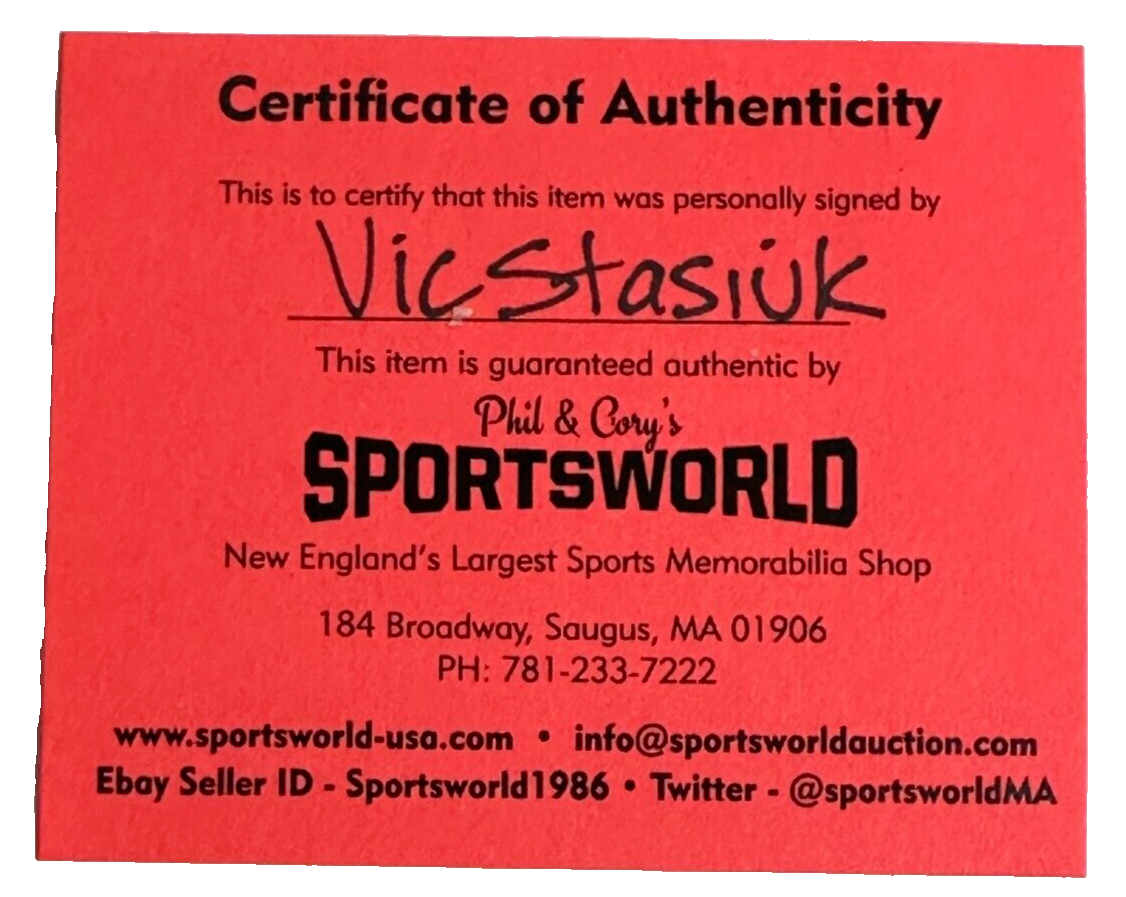 Certificate of Authenticity
This is to certify that this item was personally signed by
Vic Stasiuk
This item is guaranteed authentic by
Phil & Cory's
SPORTSWORLD
New England's Largest Sports Memorabilia Shop
184 Broadway, Saugus, MA 01906
PH: 781-233-7222
www.sportsworld-usa.com • info@sportsworldauction.com
Ebay Seller ID - Sportsworld1986 • Twitter - @sportsworldMA